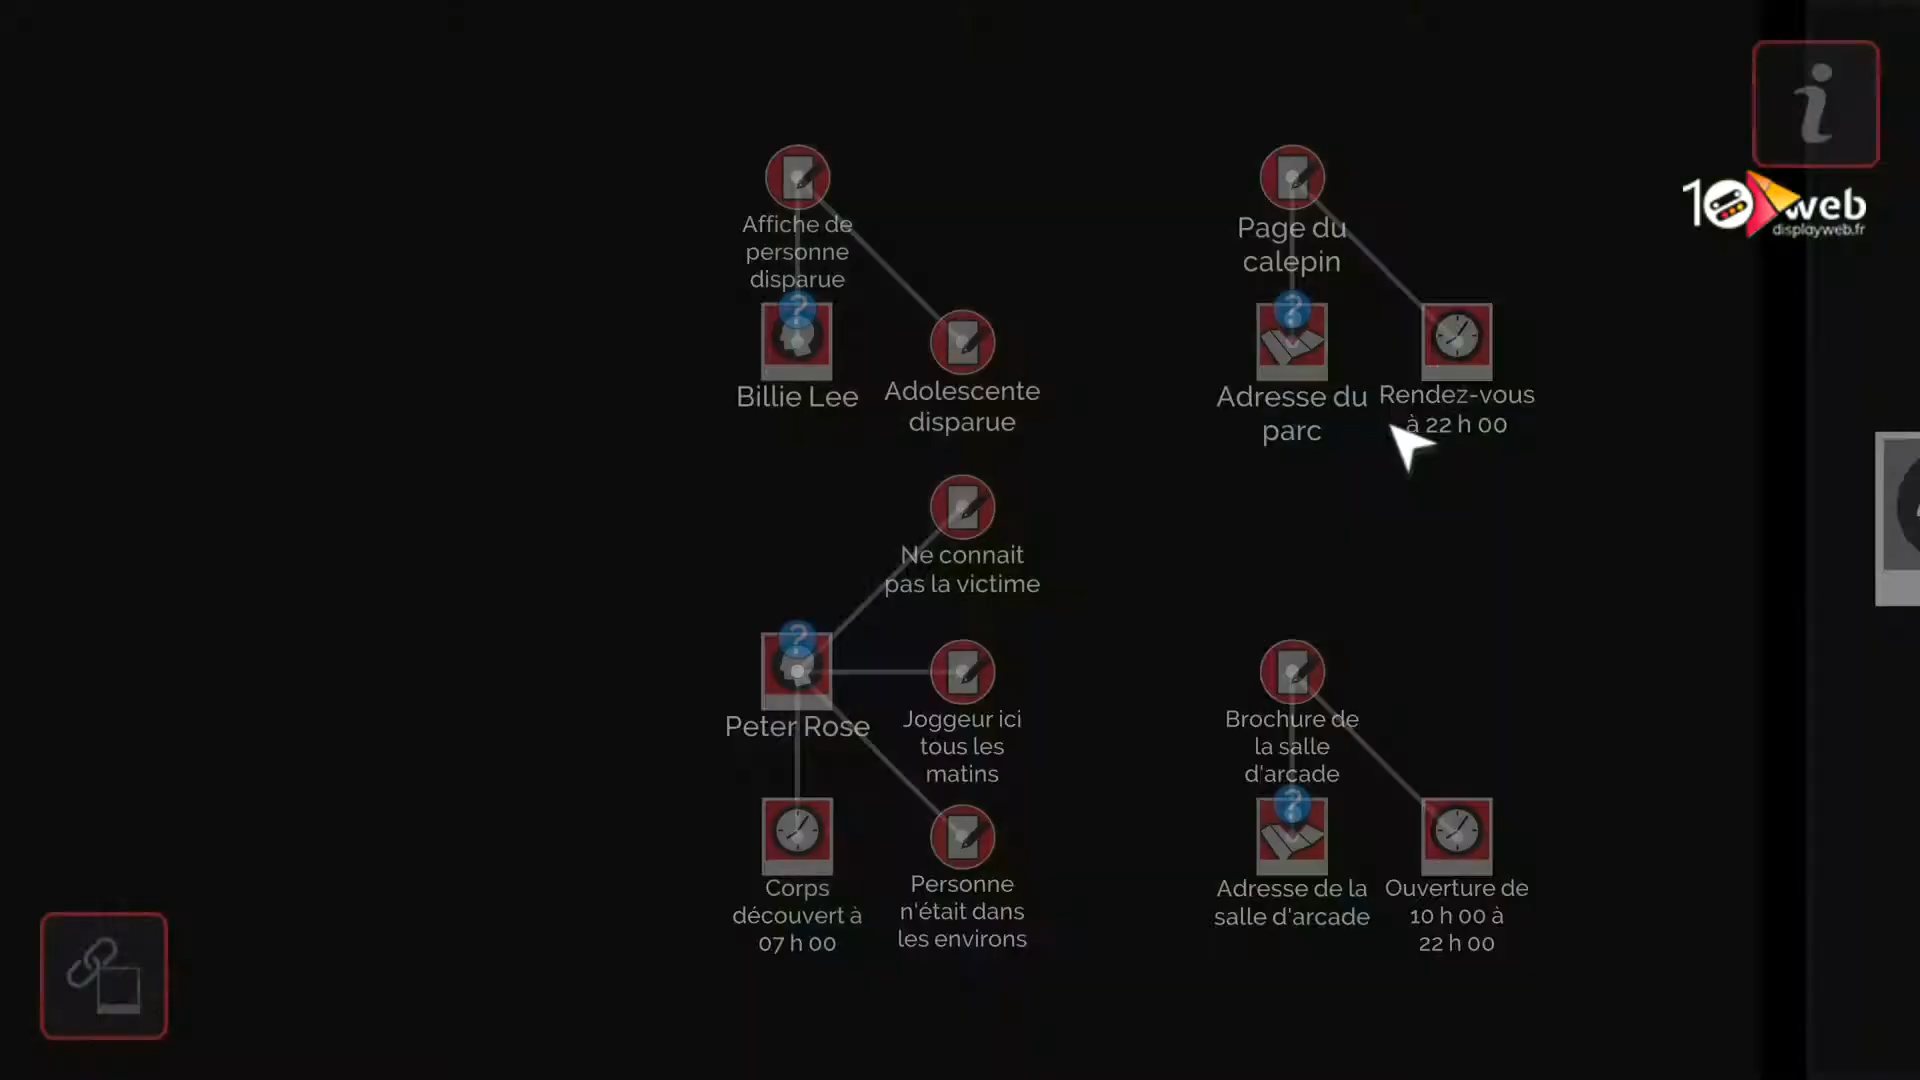 i
10 web
displayweb.fr
Affiche de
personne
disparue
?
Billie Lee
Adolescente
disparue
Page du
calepin
?
Adresse du
parc
Rendez-vous
à 22 h 00
Ne connait
pas la victime
?
Peter Rose
Joggeur ici
tous les
matins
Corps
découvert à
07 h 00
Personne
n'était dans
les environs
Brochure de
la salle
d'arcade
?
Adresse de la
salle d'arcade
Ouverture de
10 h 00 à
22 h 00